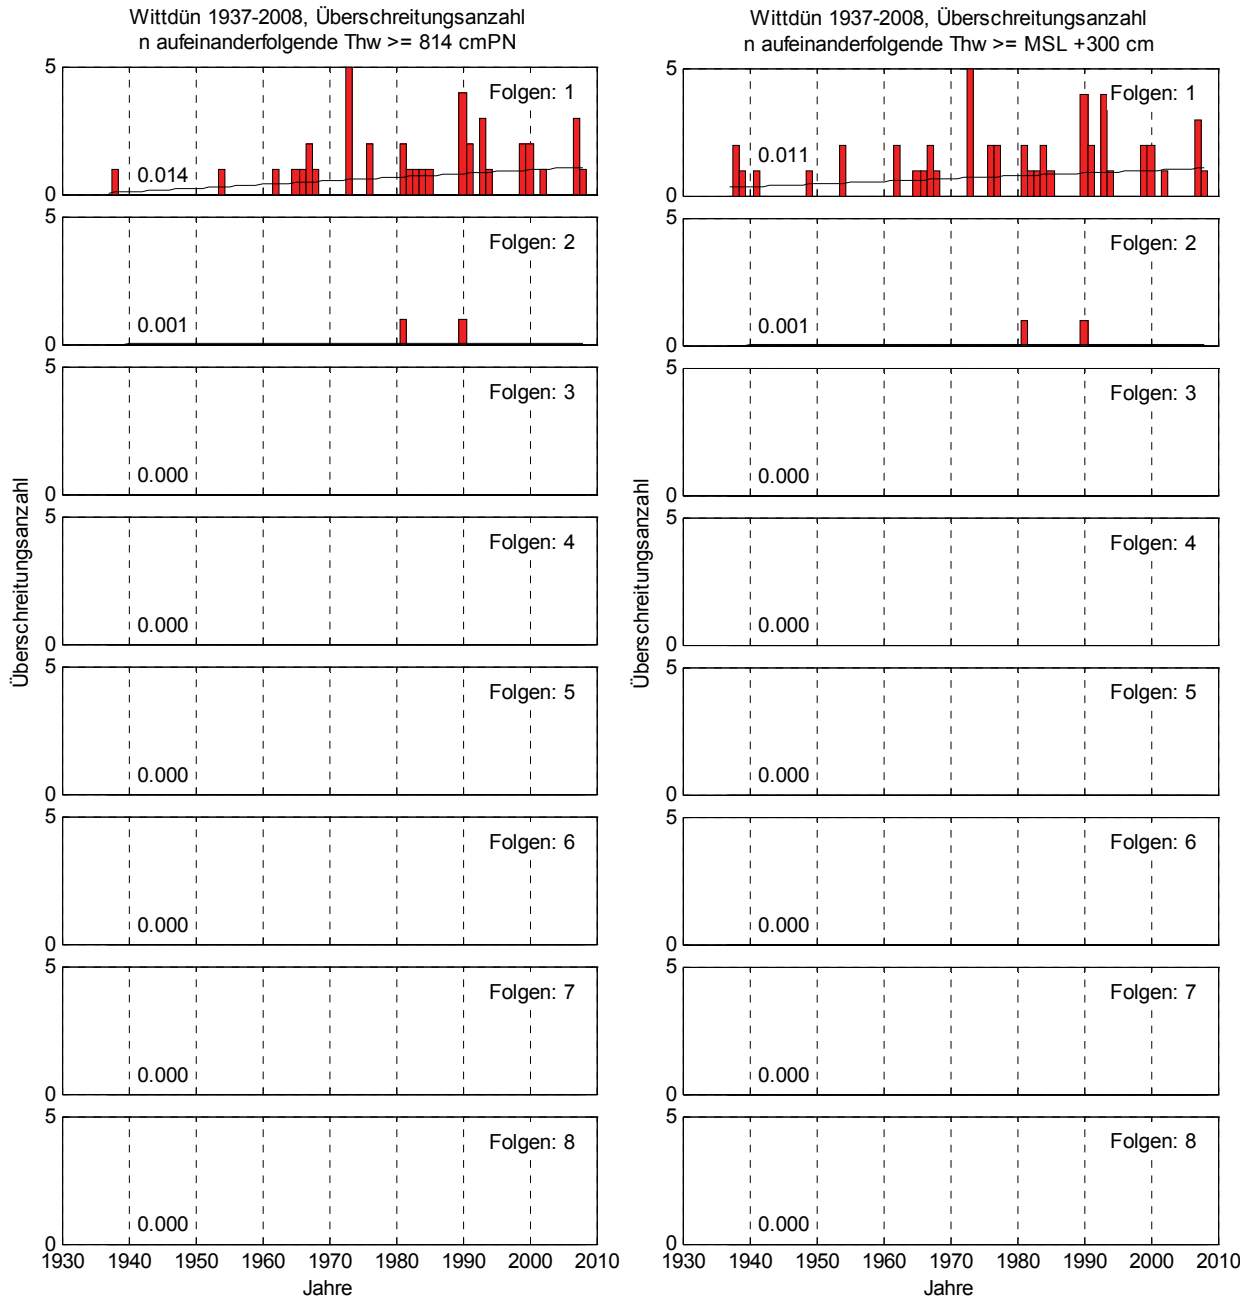 Wittdün 1937-2008, Überschreitungsanzahl
n aufeinanderfolgende Thw >= 814 cmPN
5
Folgen: 1
0.014
0
5
Folgen: 2
0.001
0
5
Folgen: 3
0.000
0
5
Folgen: 4
0.000
0
5
Folgen: 5
0.000
0
5
Folgen: 6
0.000
0
5
Folgen: 7
0.000
0
5
Folgen: 8
0.000
0
1930 1940 1950 1960 1970 1980 1990 2000 2010
Jahre
Überschreitungsanzahl
Wittdün 1937-2008, Überschreitungsanzahl
n aufeinanderfolgende Thw >= MSL +300 cm
5
Folgen: 1
0.011
0
5
Folgen: 2
0.001
0
5
Folgen: 3
0.000
0
5
Folgen: 4
0.000
0
5
Folgen: 5
0.000
0
5
Folgen: 6
0.000
0
5
Folgen: 7
0.000
0
5
Folgen: 8
0.000
0
1930 1940 1950 1960 1970 1980 1990 2000 2010
Jahre
Überschreitungsanzahl